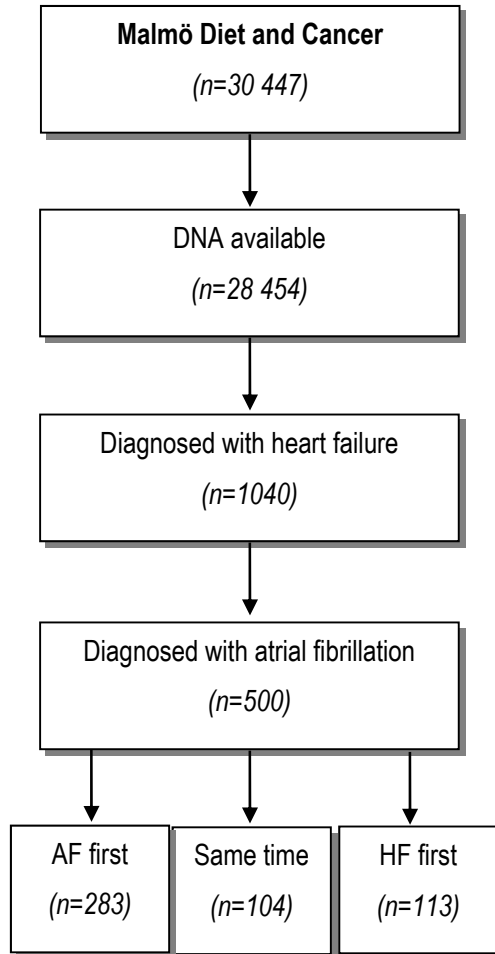 Malmö Diet and Cancer
(n=30 447)
DNA available
(n=28 454)
Diagnosed with heart failure
(n=1040)
Diagnosed with atrial fibrillation
(n=500)
AF first
(n=283)
Same time
(n=104)
HF first
(n=113)